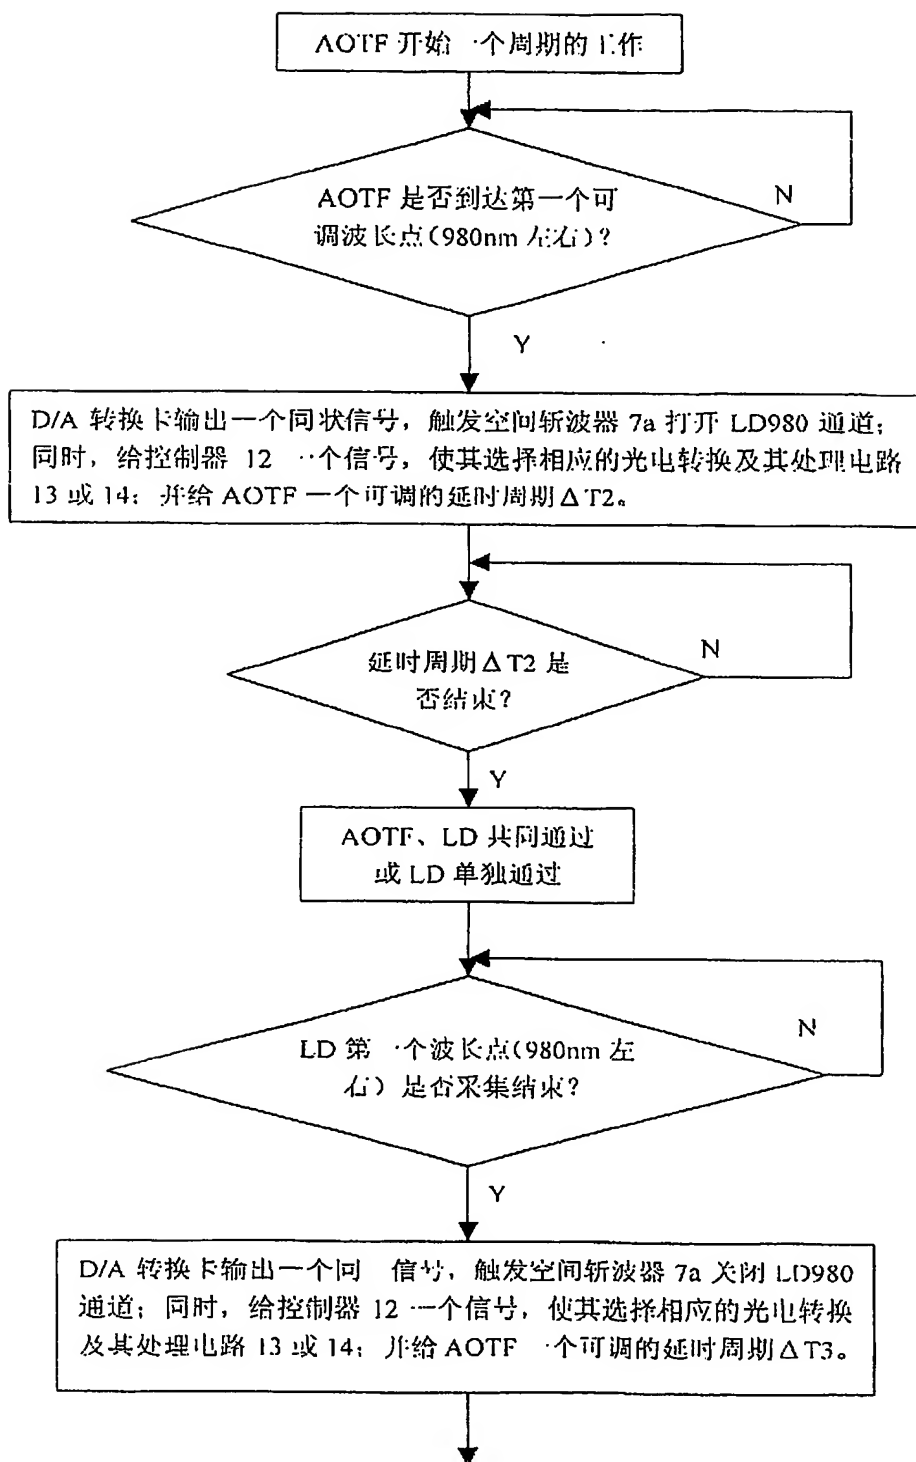 AOTF 开始一个周期的工作
AOTF 是否到达第一个可
调波长点(980nm 左右)?
N
Y
D/A 转换卡输出一个同状信号, 触发空间斩波器 7a 打开 LD980 通道;
同时, 给控制器 12 一个信号, 使其选择相应的光电转换及其处理电路
13 或 14; 并给 AOTF 一个可调的延时周期ΔT2。
延时周期ΔT2 是
否结束?
N
Y
AOTF、LD 共同通过
或 LD 单独通过
LD 第一个波长点(980nm 左
右) 是否采集结束?
N
Y
D/A 转换卡输出一个同 信号, 触发空间斩波器 7a 关闭 LD980
通道; 同时, 给控制器 12 一个信号, 使其选择相应的光电转换
及其处理电路 13 或 14; 并给 AOTF 一个可调的延时周期ΔT3。